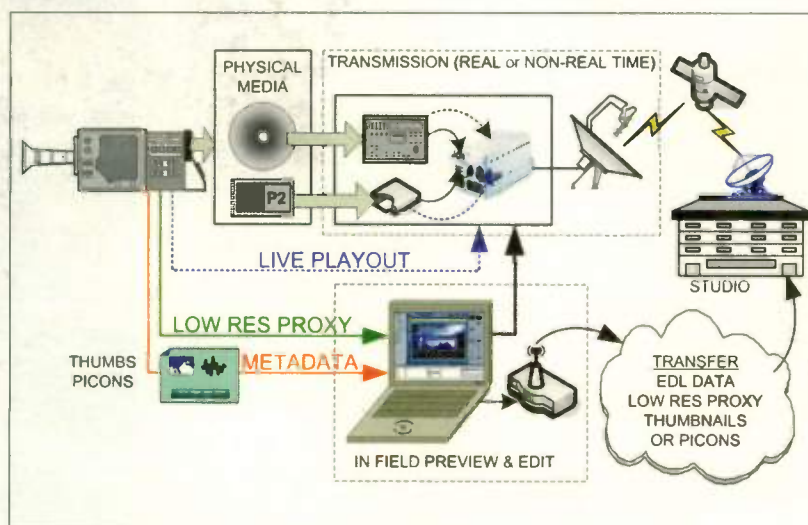 PHYSICAL
MEDIA
TRANSMISSION (REAL or NON-REAL TIME)
P2
LIVE PLAYOUT
LOW RES PROXY
THUMBS
PICONS
METADATA
STUDIO
TRANSFER
EDL DATA
LOW RES PROXY
THUMBNAILS
OR PICONS
IN FIELD PREVIEW & EDIT